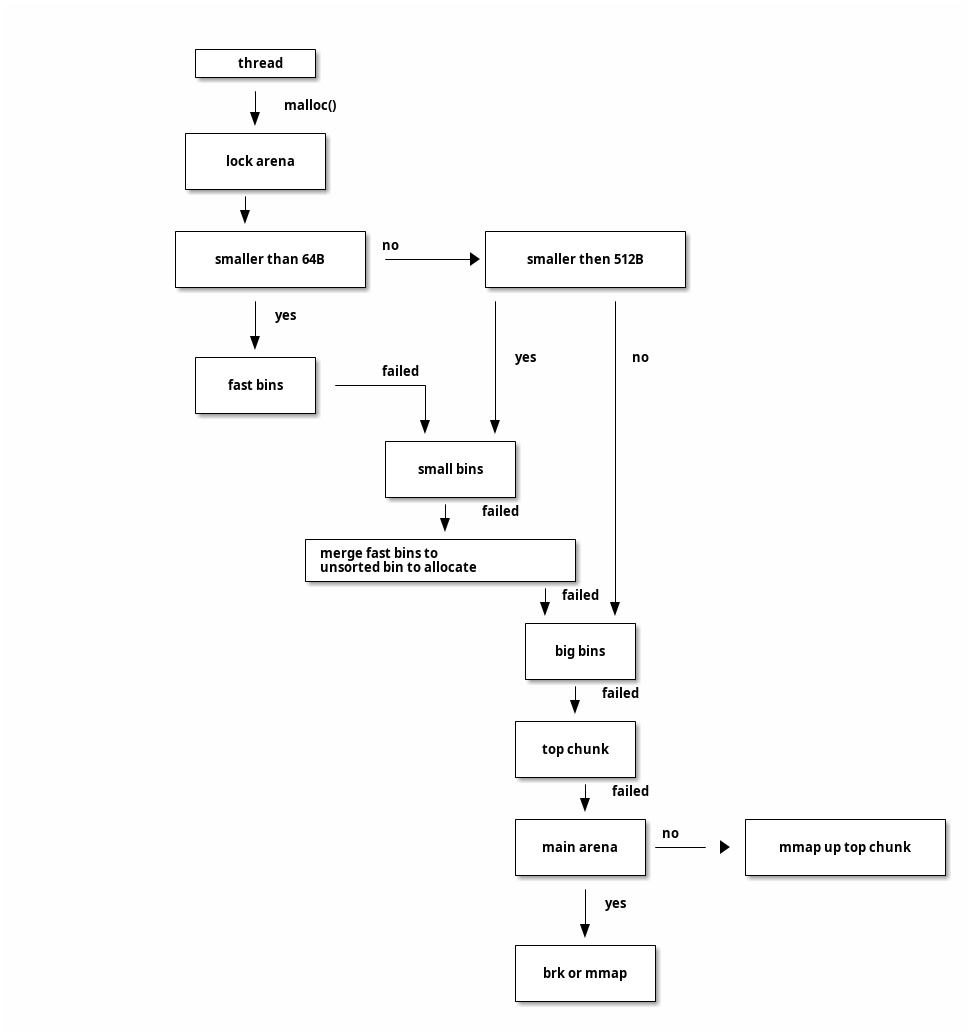 thread
malloc()
lock arena
smaller than 64B
no
smaller then 512B
yes
fast bins
failed
yes
no
small bins
failed
merge fast bins to
unsorted bin to allocate
failed
big bins
failed
top chunk
failed
main arena
no
mmap up top chunk
yes
brk or mmap